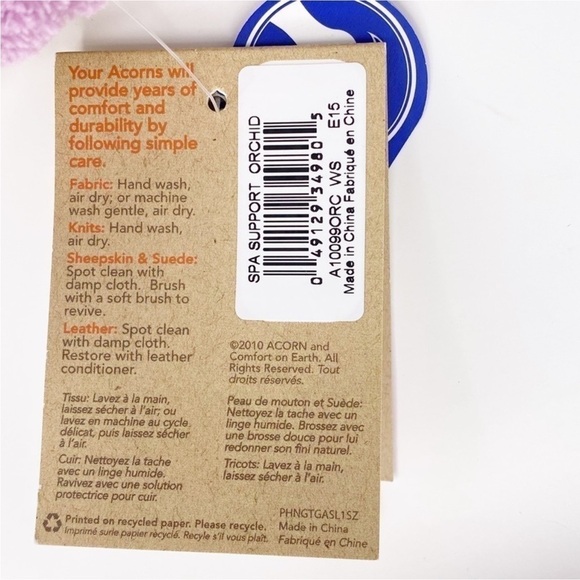 Your Acorns will
provide years of
comfort and
durability by
following simple
care.
Fabric: Hand wash,
air dry; or machine
wash gentle, air dry.
Knits: Hand wash,
air dry.
Sheepskin & Suede:
Spot clean with
damp cloth. Brush
with a soft brush to
revive.
Leather: Spot clean
with damp cloth.
Restore with leather
conditioner.
Tissu: Lavez à la main,
laissez sécher à l'air; ou
lavez en machine au cycle
délicat, puis laissez sécher
à l'air.
Cuir: Nettoyez la tache
avec un linge humide.
Ravivez avec une solution
protectrice pour cuir.
Printed on recycled paper. Please recycle.
Imprimé surle papier recyclé. Recyle s'il vous plaît.
SPA SUPPORT ORCHID
0 49129 34980 5
A10099ORC WS E15
Made in China Fabriqué en Chine
©2010 ACORN and
Comfort on Earth. All
Rights Reserved. Tout
droits réservés.
Peau de mouton et Suède:
Nettoyez la tache avec un
linge humide. Brossez avec
une brosse douce pour lui
redonner son fini naturel.
Tricots: Lavez à la main,
laissez sécher à l'air.
PHNGTGASL1SZ
Made in China
Fabriqué en Chine